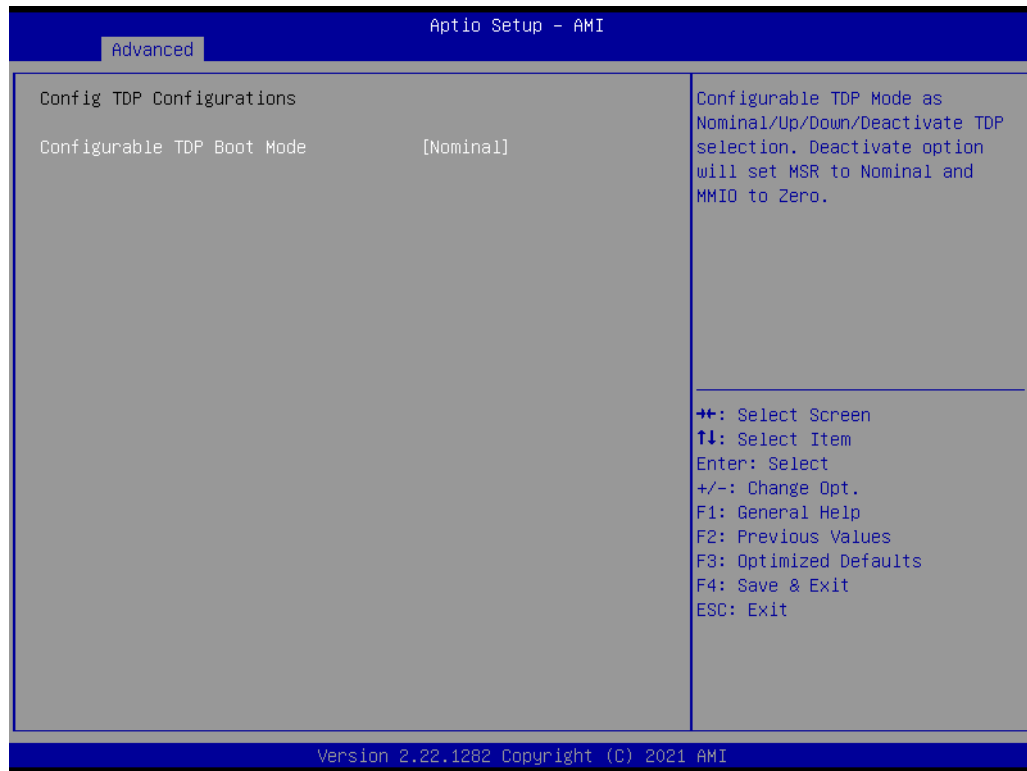 Aptio Setup – AMI
Advanced
Config TDP Configurations
Configurable TDP Boot Mode [Nominal]
Configurable TDP Mode as
Nominal/Up/Down/Deactivate TDP
selection. Deactivate option
will set MSR to Nominal and
MMIO to Zero.
→←: Select Screen
↑↓: Select Item
Enter: Select
+/-: Change Opt.
F1: General Help
F2: Previous Values
F3: Optimized Defaults
F4: Save & Exit
ESC: Exit
Version 2.22.1282 Copyright (C) 2021 AMI